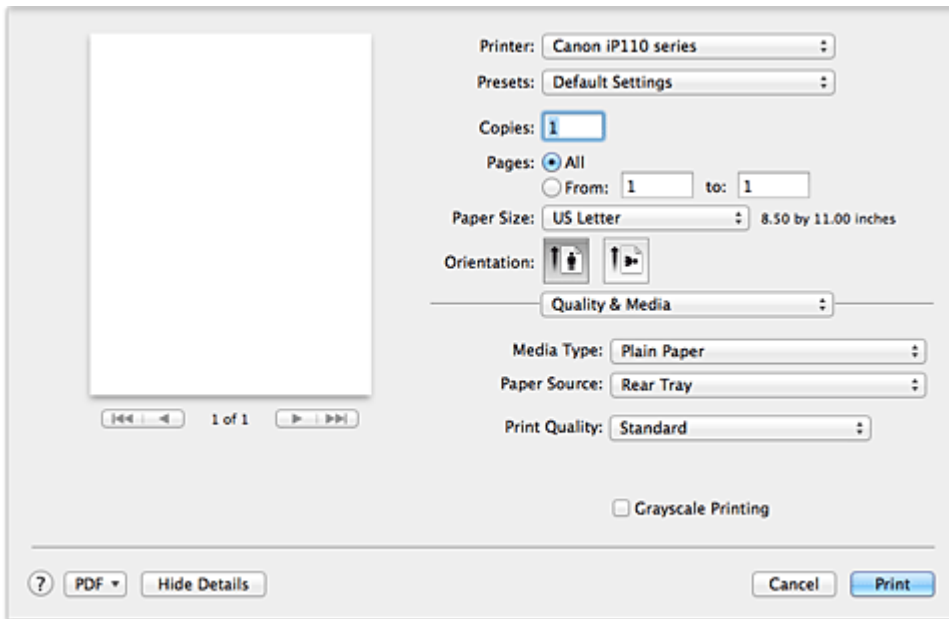 Printer: Canon iP110 series
Presets: Default Settings
Copies: 1
Pages: All
From: 1 to: 1
Paper Size: US Letter 8.50 by 11.00 inches
Orientation:
Quality & Media
Media Type: Plain Paper
Paper Source: Rear Tray
1 of 1
Print Quality: Standard
Grayscale Printing
? PDF Hide Details Cancel Print